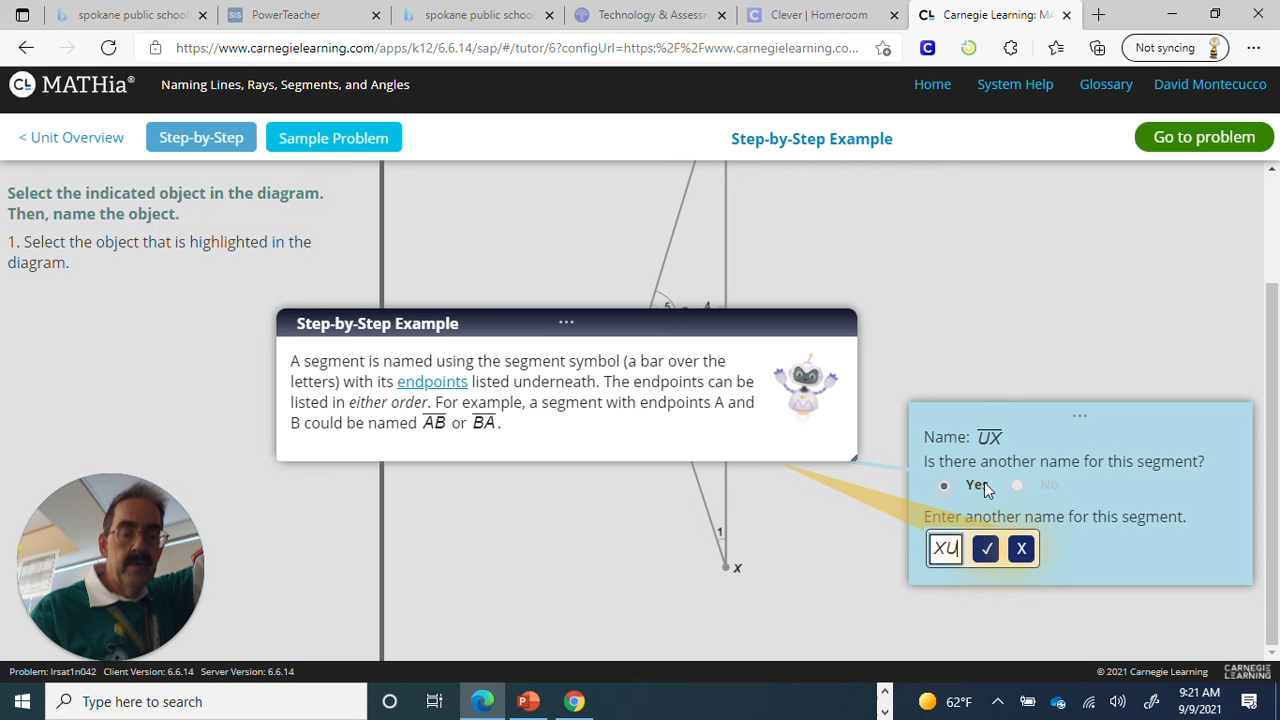 spokane public school
PowerTeacher
spokane public school
Technology & Assessm
Clever | Homeroom
Carnegie Learning: MA
https://www.carnegielearning.com/apps/k12/6.6.14/sap/#/tutor/6?configUrl=https:%2F%2Fwww.carnegielearning.co...
Not syncing
CL MATHia®
Naming Lines, Rays, Segments, and Angles
Home
System Help
Glossary
David Montecucco
< Unit Overview
Step-by-Step
Sample Problem
Step-by-Step Example
Go to problem
Select the indicated object in the diagram.
Then, name the object.
1. Select the object that is highlighted in the
diagram.
5
4
Step-by-Step Example
A segment is named using the segment symbol (a bar over the
letters) with its endpoints listed underneath. The endpoints can be
listed in either order. For example, a segment with endpoints A and
B could be named A̅B̅ or B̅A̅.
Name: U̅X̅
Is there another name for this segment?
Yes No
Enter another name for this segment.
XU ✓ X
1
X
Problem: lrsat1n042 Client Version: 6.6.14 Server Version: 6.6.14
© 2021 Carnegie Learning
CARNEGIE
LEARNING
Type here to search
62°F
9:21 AM
9/9/2021